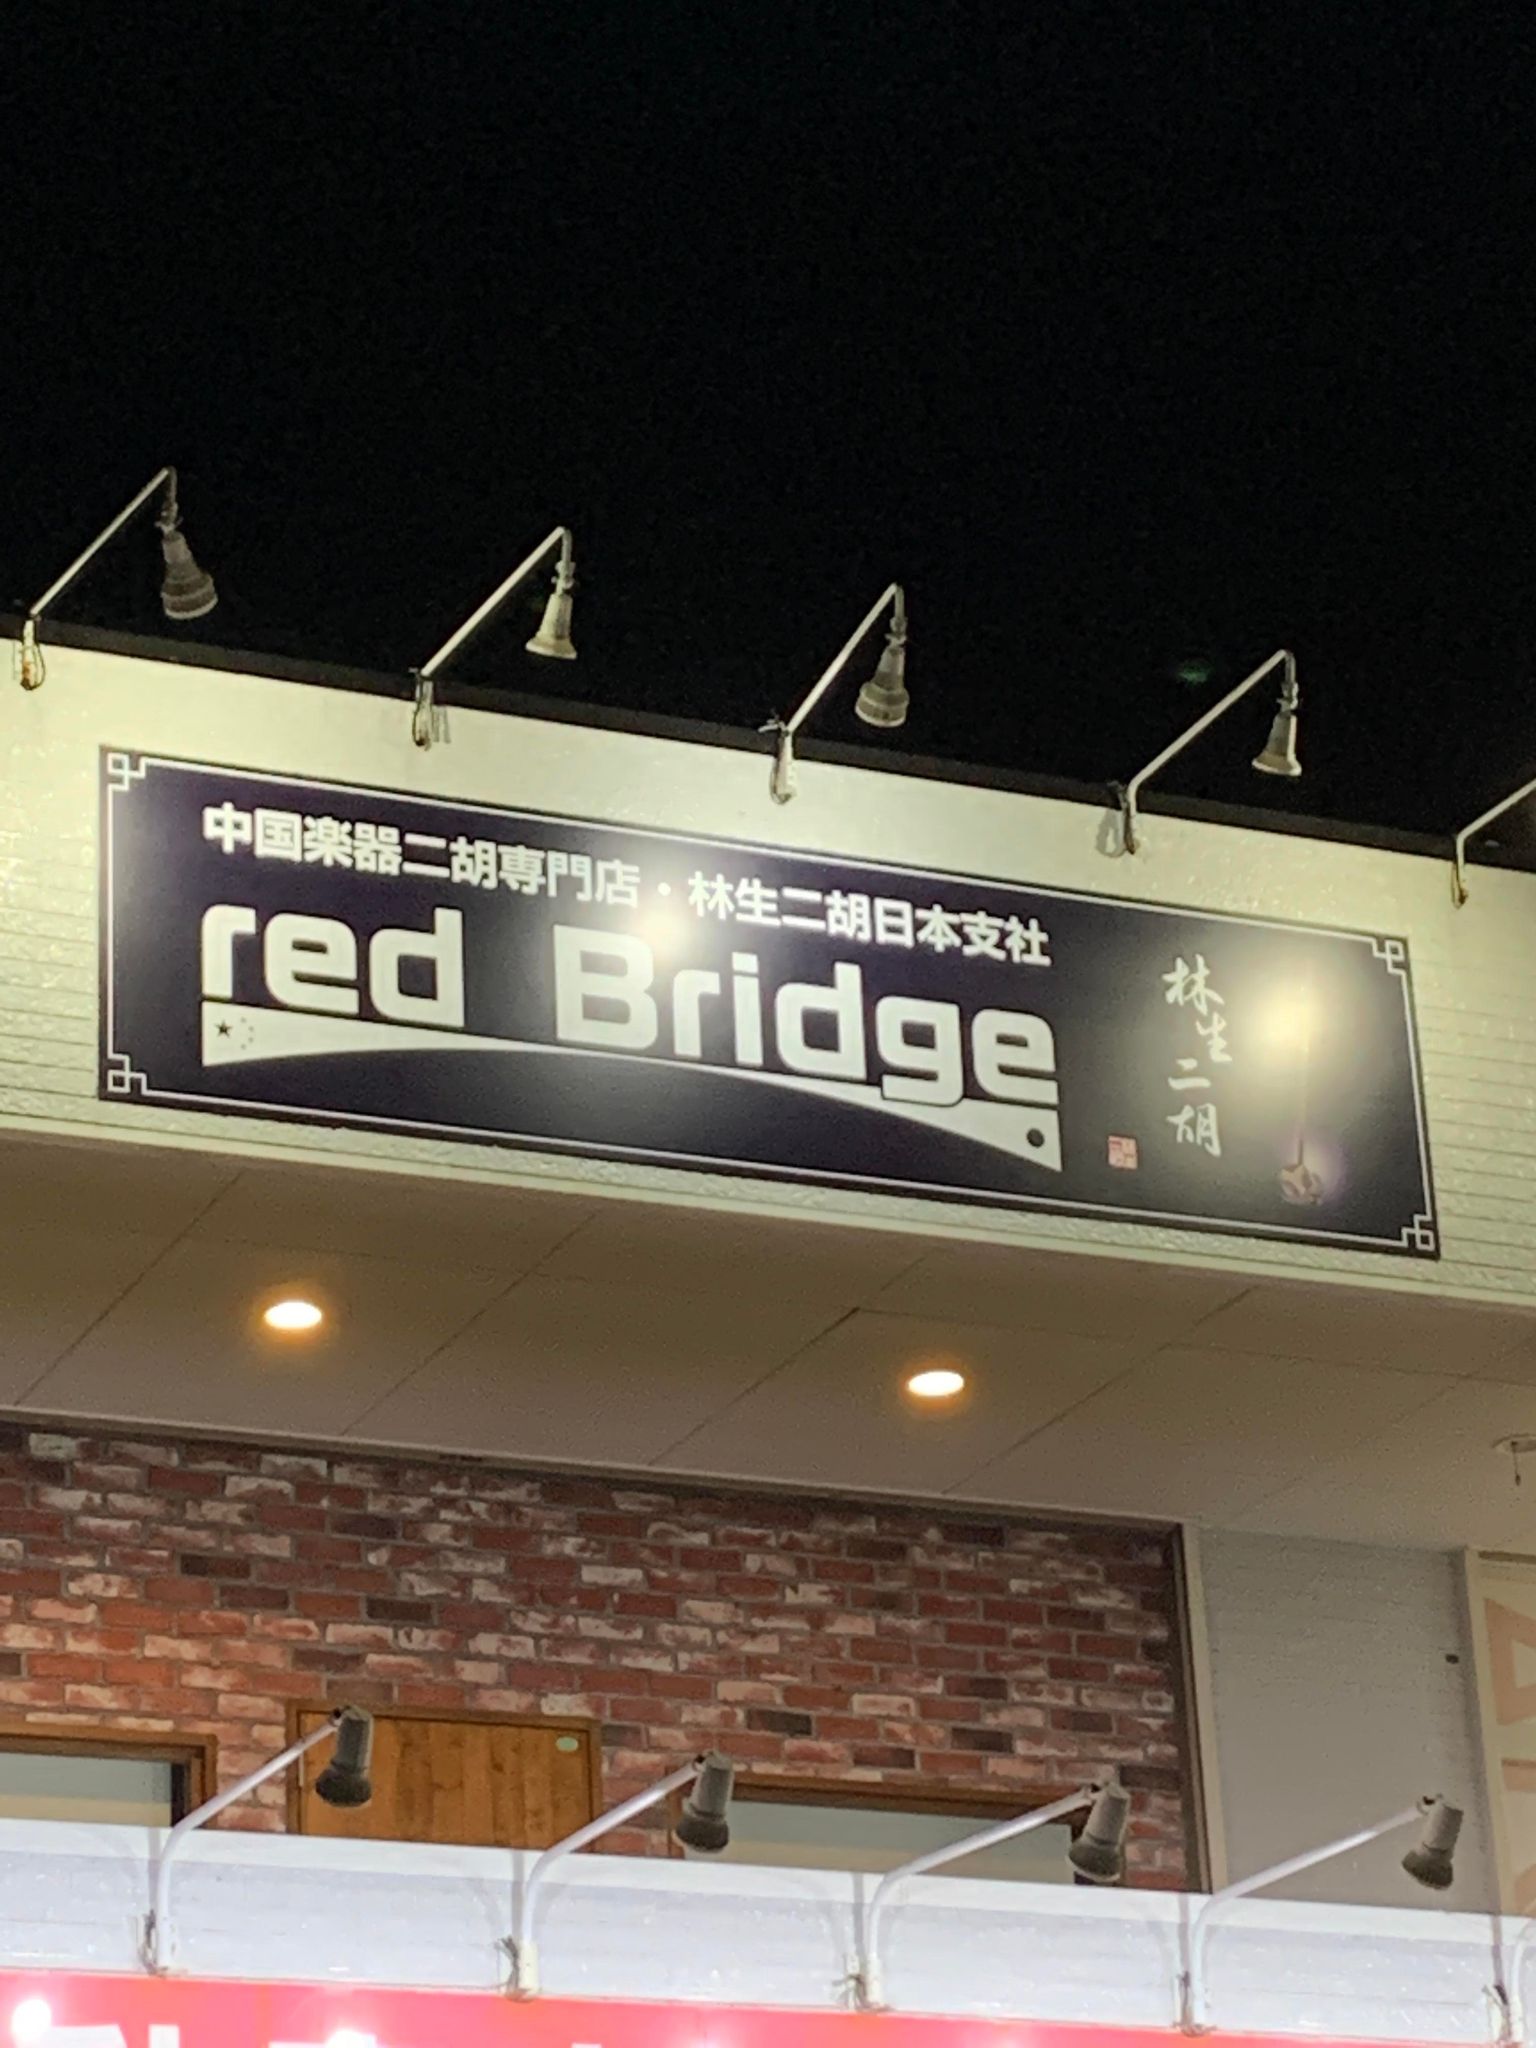 中国楽器二胡専門店・林生二胡日本支社
red Bridge
林生二胡